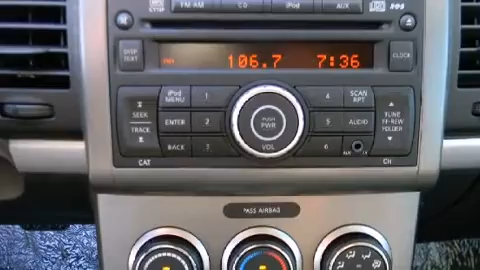 FM·AM CD iPod AUX
DISP TEXT 106.7 7:36 CLOCK
iPod MENU 1 4 SCAN RPT
SEEK TRACK ENTER 2 PUSH PWR 5 AUDIO TUNE FF·REW FOLDER
BACK 3 VOL 6 AUX
CAT CH
PASS AIRBAG